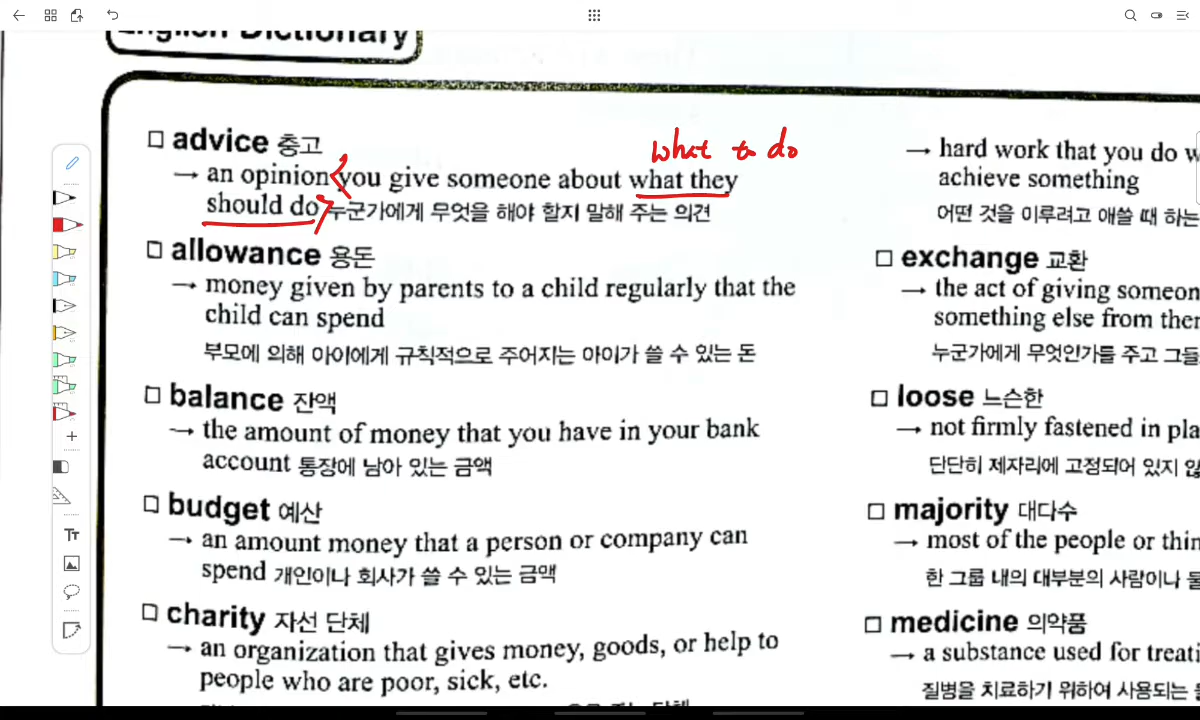 English Dictionary
advice 충고
what to do
→ an opinion you give someone about what they
should do 누군가에게 무엇을 해야 할지 말해 주는 의견
allowance 용돈
→ money given by parents to a child regularly that the
child can spend
부모에 의해 아이에게 규칙적으로 주어지는 아이가 쓸 수 있는 돈
balance 잔액
→ the amount of money that you have in your bank
account 통장에 남아 있는 금액
budget 예산
→ an amount money that a person or company can
spend 개인이나 회사가 쓸 수 있는 금액
charity 자선 단체
→ an organization that gives money, goods, or help to
people who are poor, sick, etc.
단체
→ hard work that you do
achieve something
어떤 것을 이루려고 애쓸 때 하는
exchange 교환
→ the act of giving
something else from
누군가에게 무엇인가를 주고
loose 느슨한
→ not firmly fastened in
단단히 제자리에 고정되어 있지
majority 대다수
→ most of the people or
한 그룹 내의 대부분의 사람이나
medicine 의약품
→ a substance used for
질병을 치료하기 위하여 사용되는
TT